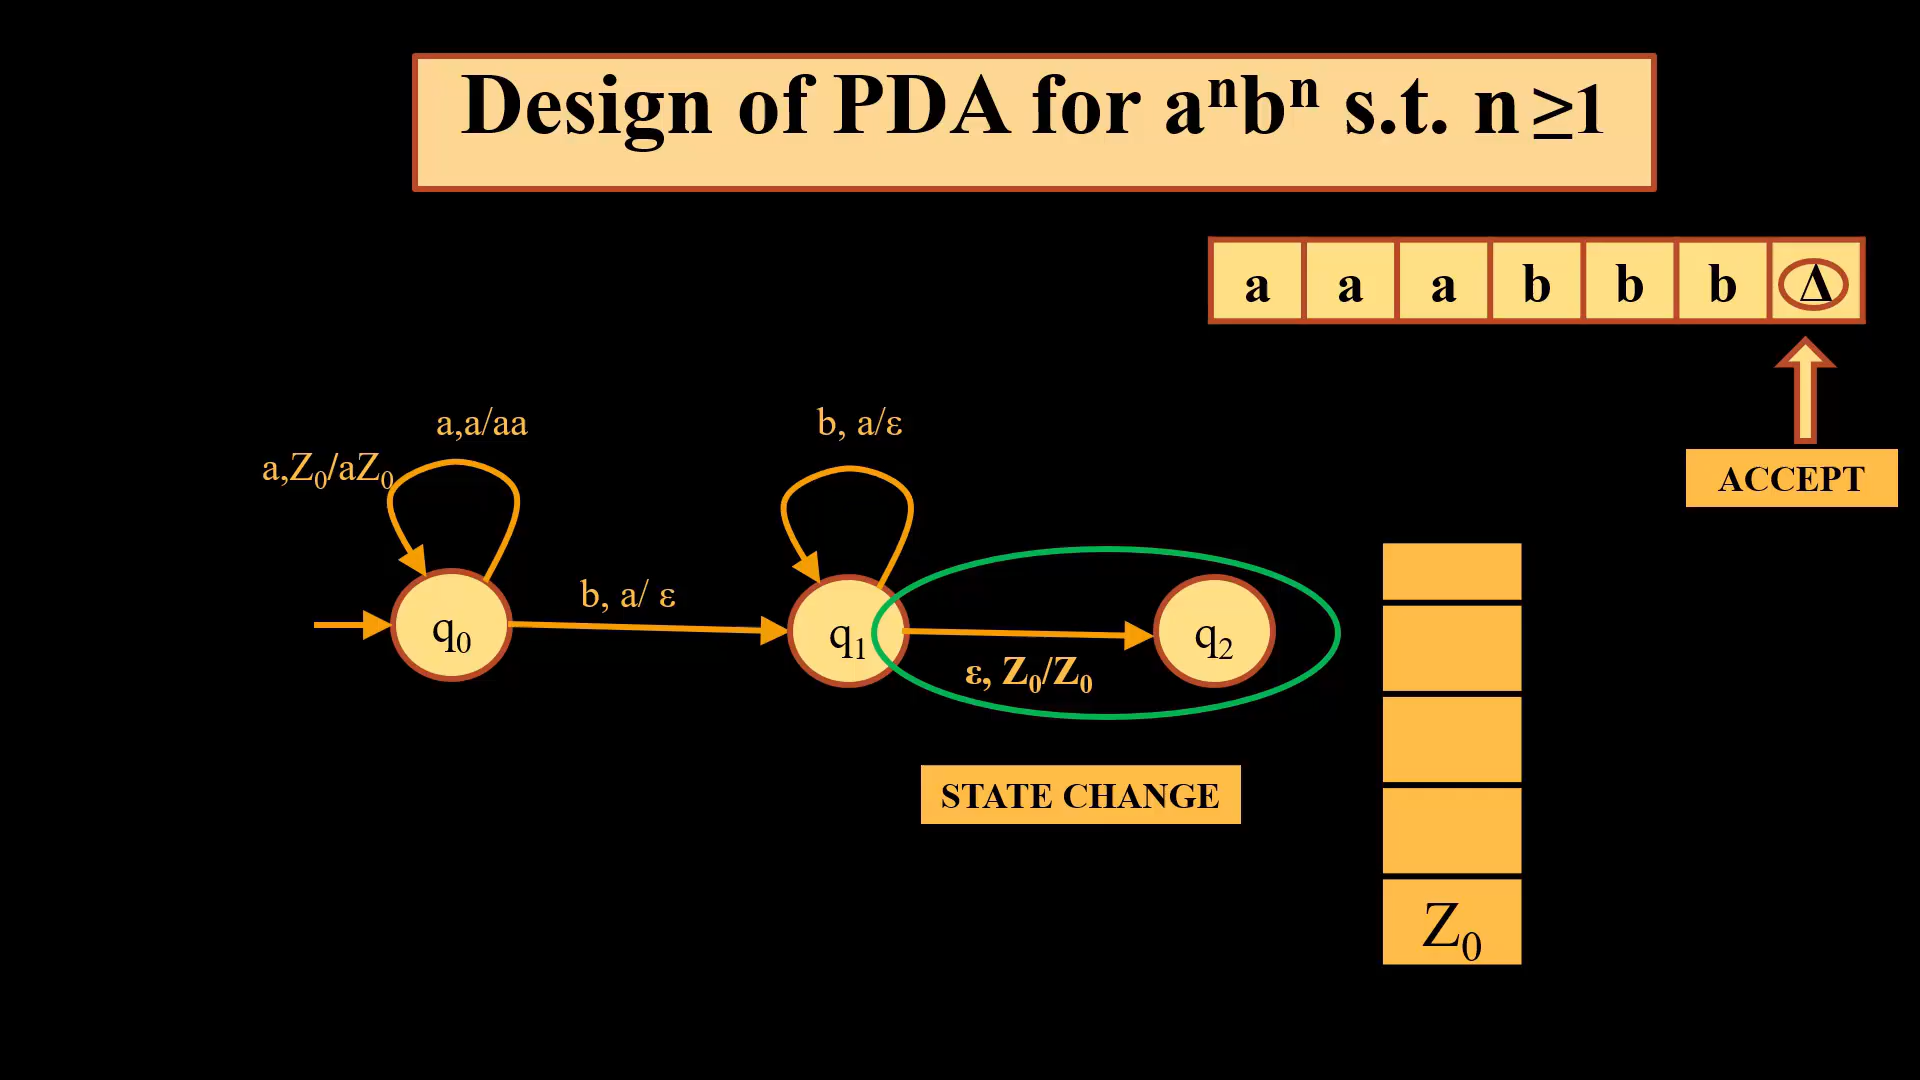 Design of PDA for aⁿbⁿ s.t. n ≥1
a a a b b b Δ
ACCEPT
a,a/aa
a,Z₀/aZ₀
b, a/ε
b, a/ ε
q₀
q₁
q₂
ε, Z₀/Z₀
STATE CHANGE
Z₀